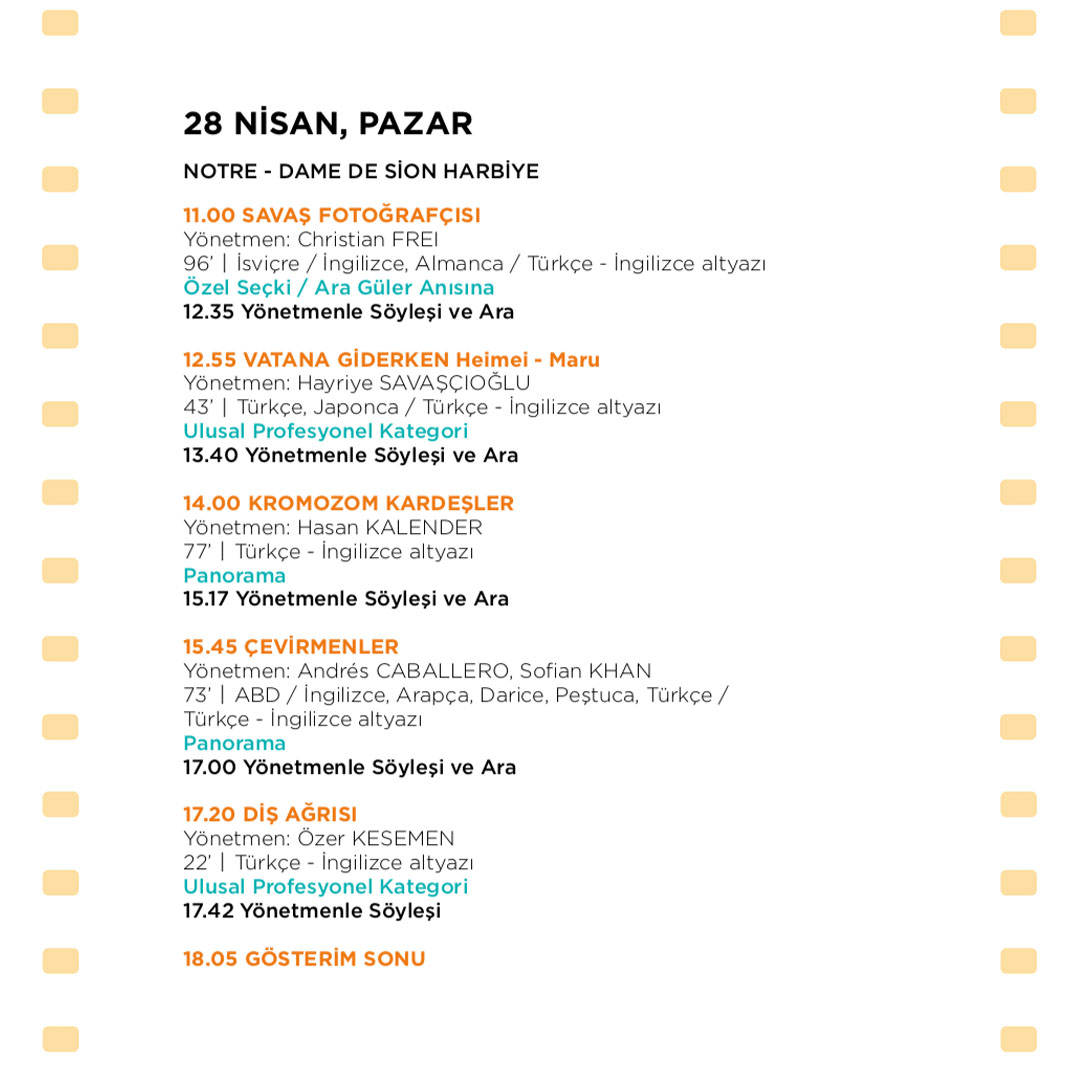 28 NİSAN, PAZAR
NOTRE - DAME DE SİON HARBİYE
11.00 SAVAŞ FOTOĞRAFÇISI
Yönetmen: Christian FREI
96’ | İsviçre / İngilizce, Almanca / Türkçe - İngilizce altyazı
Özel Seçki / Ara Güler Anısına
12.35 Yönetmenle Söyleşi ve Ara
12.55 VATANA GİDERKEN Heimei - Maru
Yönetmen: Hayriye SAVAŞÇIOĞLU
43’ | Türkçe, Japonca / Türkçe - İngilizce altyazı
Ulusal Profesyonel Kategori
13.40 Yönetmenle Söyleşi ve Ara
14.00 KROMOZOM KARDEŞLER
Yönetmen: Hasan KALENDER
77’ | Türkçe - İngilizce altyazı
Panorama
15.17 Yönetmenle Söyleşi ve Ara
15.45 ÇEVİRMENLER
Yönetmen: Andrés CABALLERO, Sofian KHAN
73’ | ABD / İngilizce, Arapça, Darice, Peştuca, Türkçe /
Türkçe - İngilizce altyazı
Panorama
17.00 Yönetmenle Söyleşi ve Ara
17.20 DİŞ AĞRISI
Yönetmen: Özer KESEMEN
22’ | Türkçe - İngilizce altyazı
Ulusal Profesyonel Kategori
17.42 Yönetmenle Söyleşi
18.05 GÖSTERİM SONU